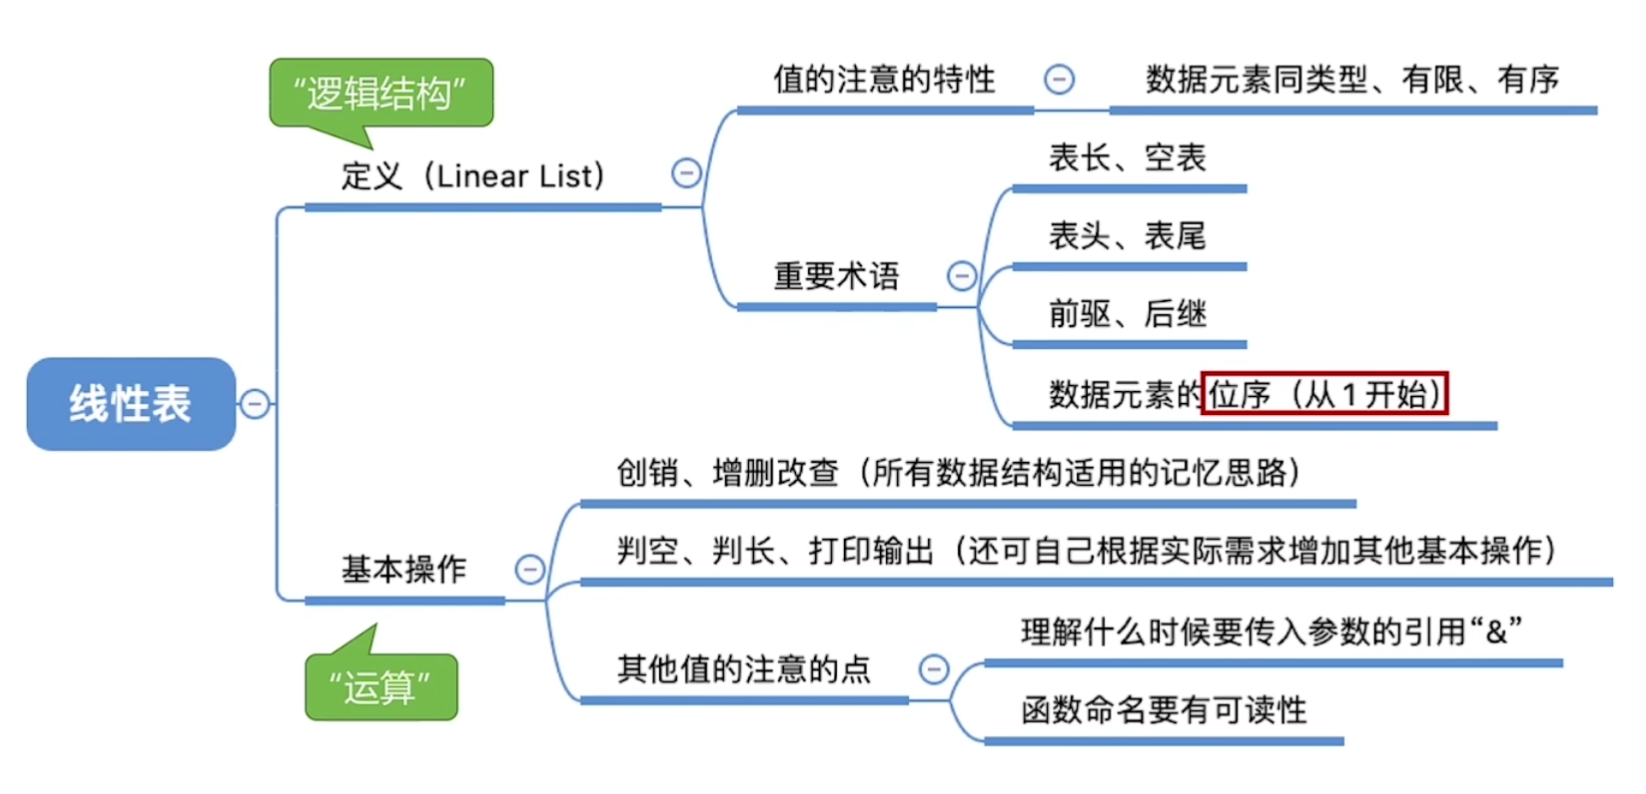 “逻辑结构”
值的注意的特性
数据元素同类型、有限、有序
定义（Linear List）
表长、空表
表头、表尾
重要术语
前驱、后继
数据元素的位序（从1开始）
线性表
创销、增删改查（所有数据结构适用的记忆思路）
判空、判长、打印输出（还可自己根据实际需求增加其他基本操作）
基本操作
理解什么时候要传入参数的引用“&”
其他值的注意的点
函数命名要有可读性
“运算”